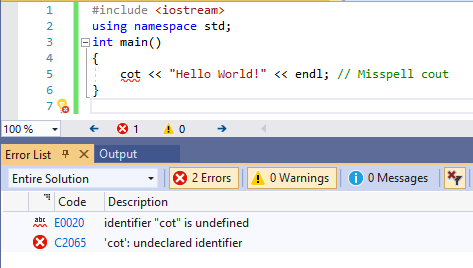 1 #include <iostream>
2 using namespace std;
3 int main()
4 {
5 cot << "Hello World!" << endl; // Misspell cout
6 }
7
100 % 1 0
Error List Output
Entire Solution 2 Errors 0 Warnings 0 Messages
Code Description
abc E0020 identifier "cot" is undefined
C2065 'cot': undeclared identifier